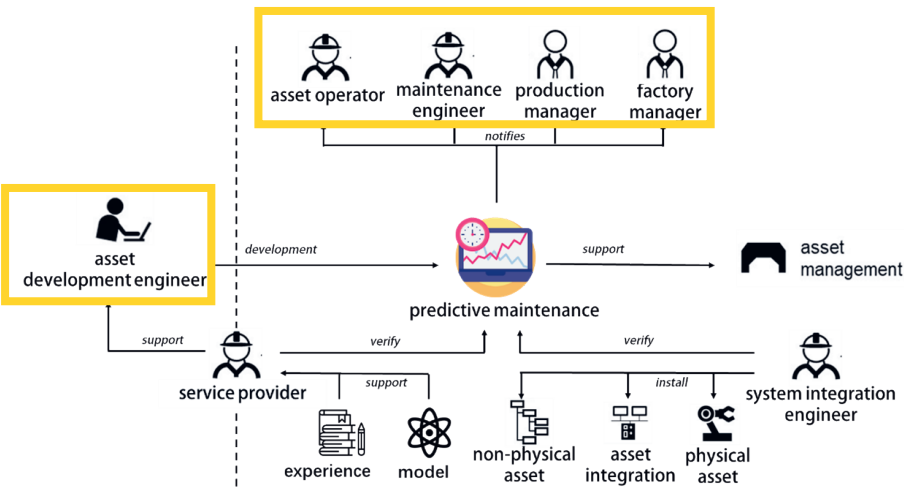 asset operator
maintenance
engineer
production
manager
factory
manager
notifies
asset
development engineer
development
predictive maintenance
support
asset
management
support
service provider
verify
support
experience
model
verify
install
system integration
engineer
non-physical
asset
asset
integration
physical
asset